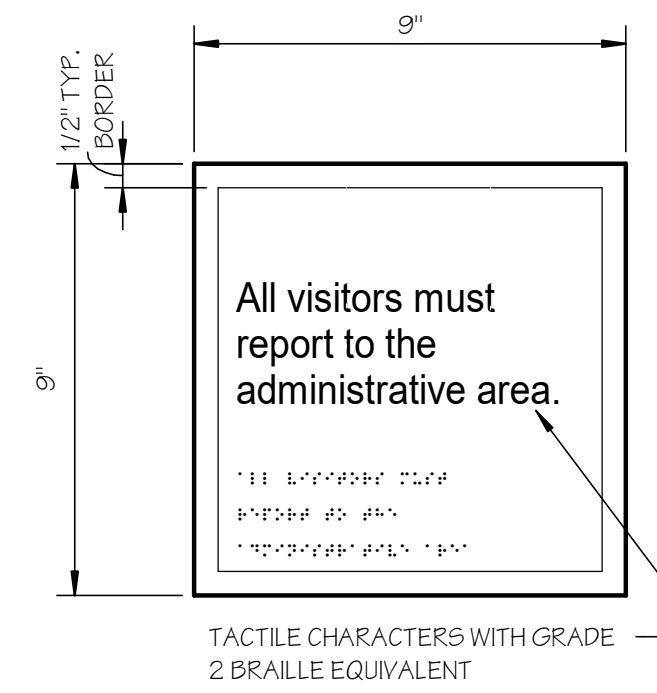 9"
1/2" TYP.
BORDER
9"
All visitors must
report to the
administrative area.
⠁⠇⠇ ⠧⠊⠎⠊⠞⠕⠗⠎ ⠍⠥⠎⠞
⠗⠑⠏⠕⠗⠞ ⠞⠕ ⠞⠓⠑
⠁⠙⠍⠊⠝⠊⠎⠞⠗⠁⠞⠊⠧⠑ ⠁⠗⠑⠁
TACTILE CHARACTERS WITH GRADE
2 BRAILLE EQUIVALENT